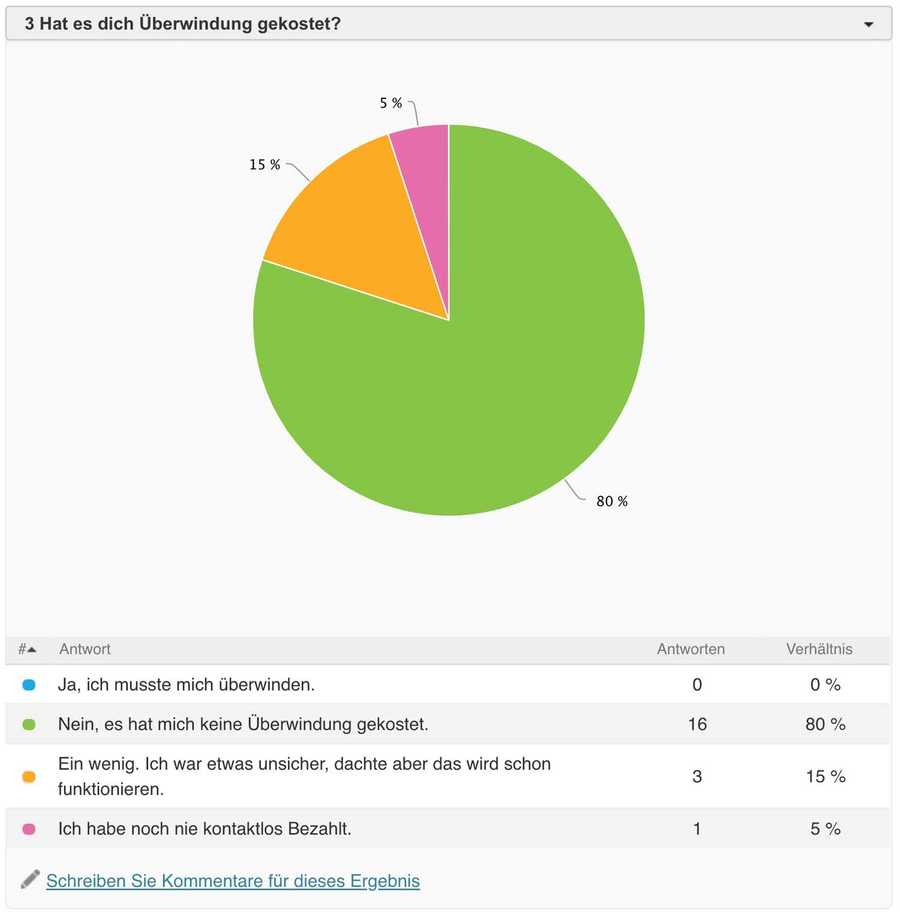 3 Hat es dich Überwindung gekostet?
5 %
15 %
80 %
# Antwort Antworten Verhältnis
Ja, ich musste mich überwinden. 0 0 %
Nein, es hat mich keine Überwindung gekostet. 16 80 %
Ein wenig. Ich war etwas unsicher, dachte aber das wird schon
funktionieren. 3 15 %
Ich habe noch nie kontaktlos Bezahlt. 1 5 %
Schreiben Sie Kommentare für dieses Ergebnis